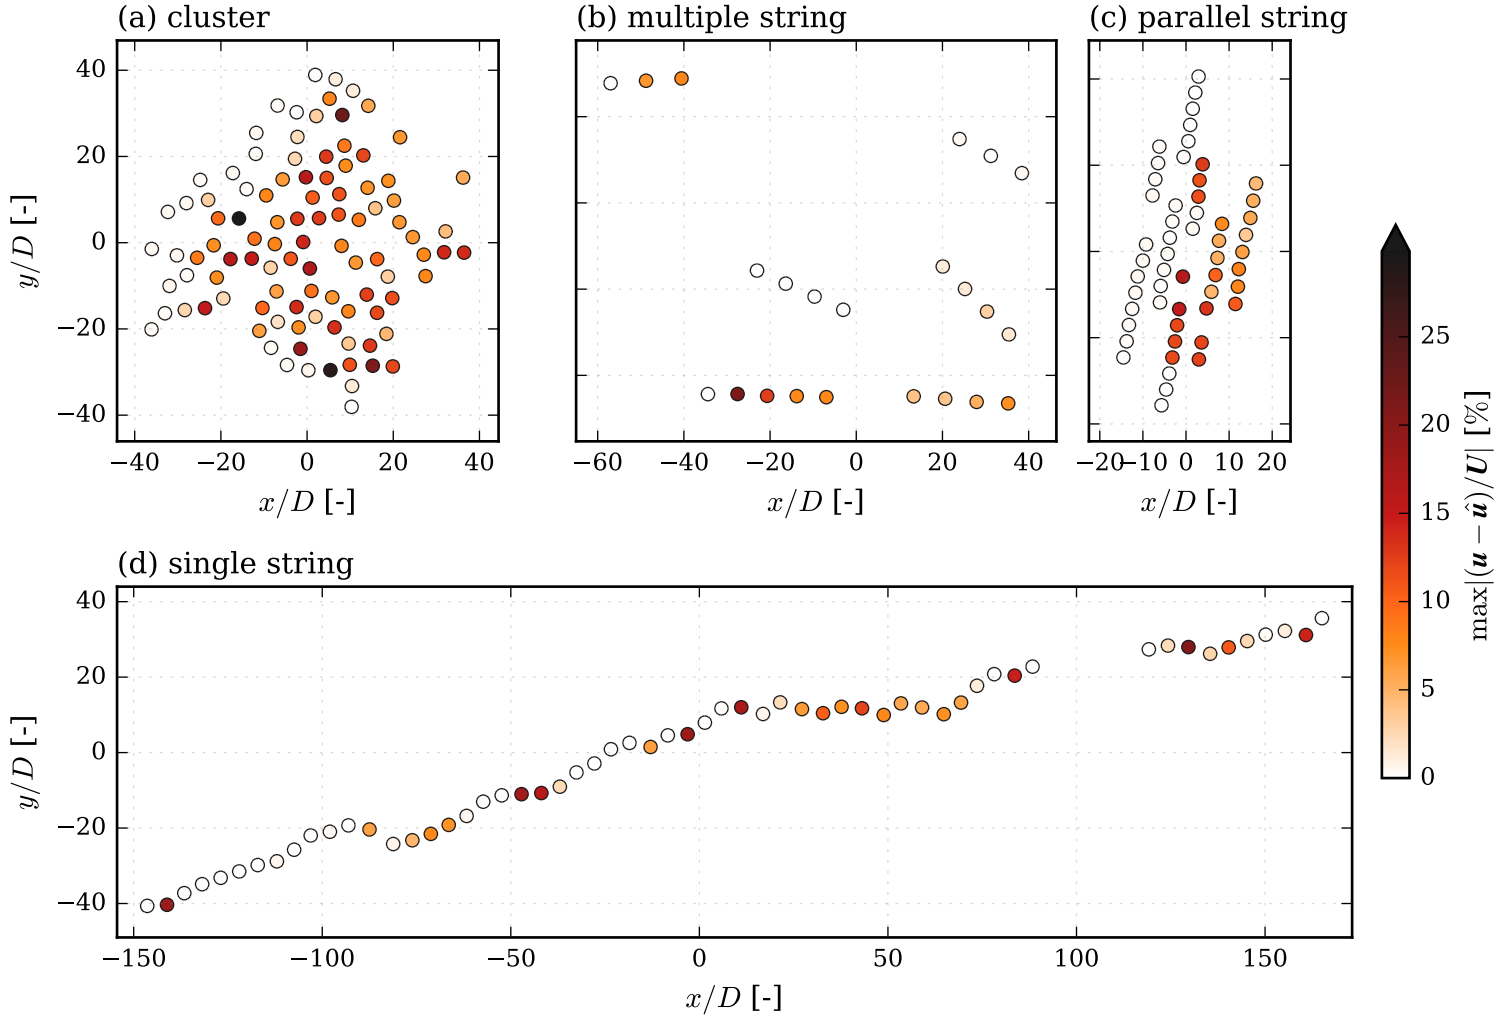 (a) cluster
(b) multiple string
(c) parallel string
40
20
0
−20
−40
y/D [-]
−40 −20 0 20 40
x/D [-]
−60 −40 −20 0 20 40
x/D [-]
−20 −10 0 10 20
x/D [-]
(d) single string
40
20
0
−20
−40
y/D [-]
−150 −100 −50 0 50 100 150
x/D [-]
25
20
15
10
5
0
max|(u − û)/U| [%]